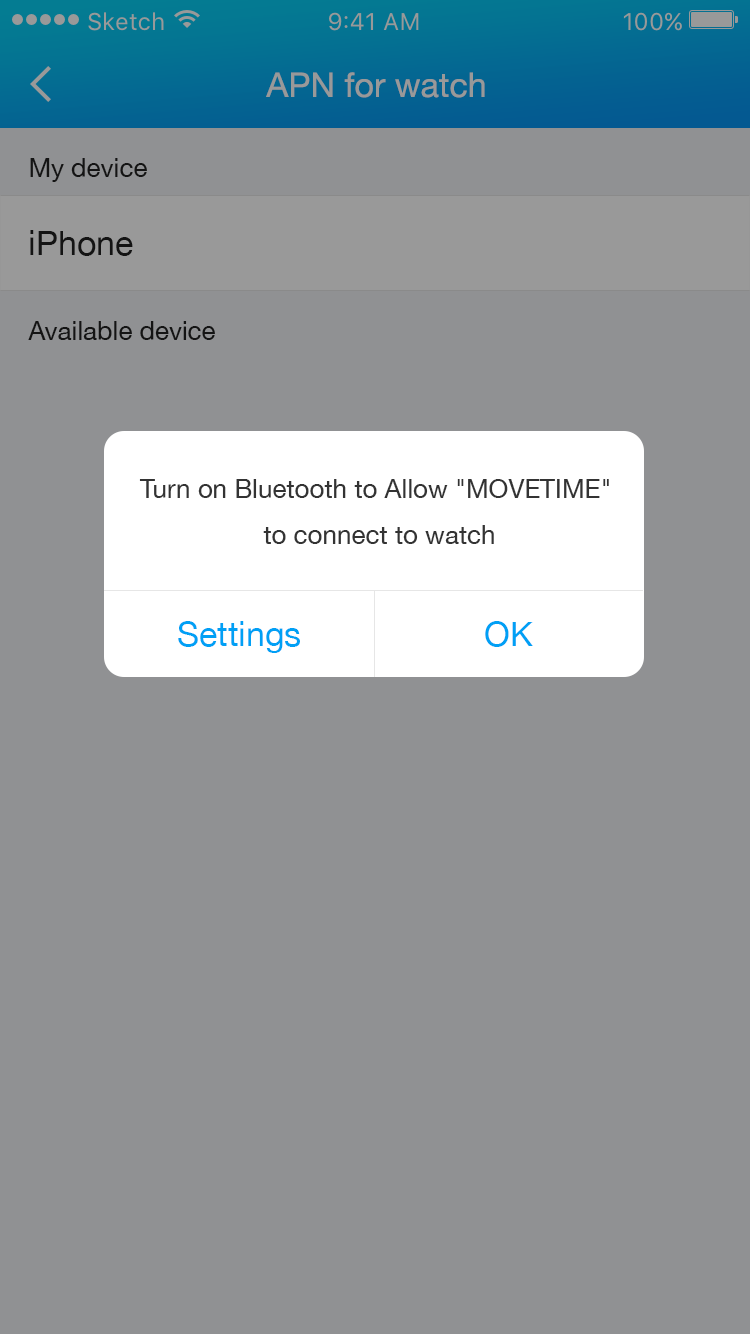 Sketch 9:41 AM 100%
APN for watch
My device
iPhone
Available device
Turn on Bluetooth to Allow "MOVETIME"
to connect to watch
Settings OK